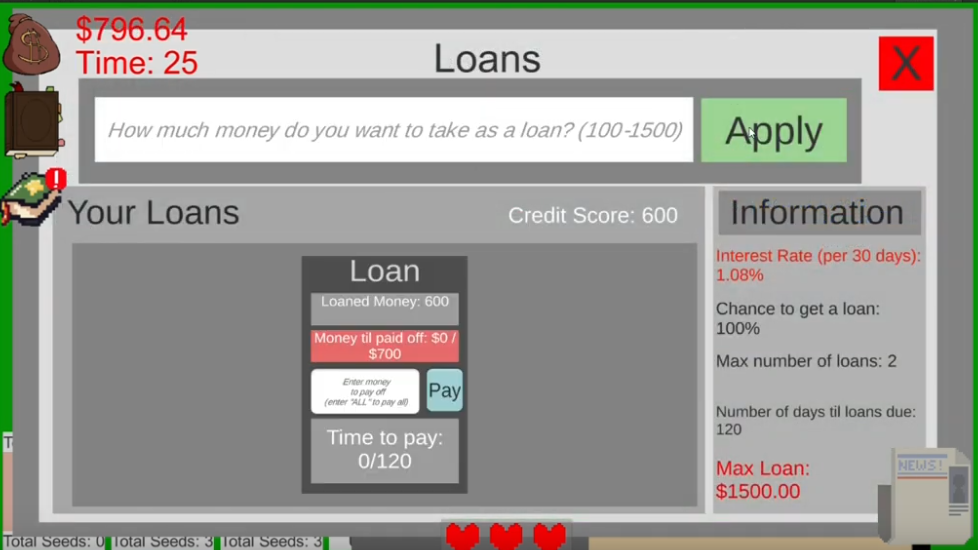 $796.64
Time: 25
Loans
X
How much money do you want to take as a loan? (100-1500)
Apply
!
Your Loans
Credit Score: 600
Information
Loan
Loaned Money: 600
Money til paid off: $0 /
$700
Enter money
to pay off
(enter "ALL" to pay all)
Pay
Time to pay:
0/120
Interest Rate (per 30 days):
1.08%
Chance to get a loan:
100%
Max number of loans: 2
Number of days til loans due:
120
Max Loan:
$1500.00
NEWS!
Total Seeds: 0
Total Seeds: 3
Total Seeds: 3